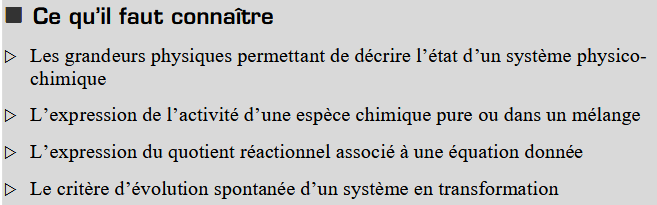 Ce qu'il faut connaître
Les grandeurs physiques permettant de décrire l'état d'un système physico-
chimique
L'expression de l'activité d'une espèce chimique pure ou dans un mélange
L'expression du quotient réactionnel associé à une équation donnée
Le critère d'évolution spontanée d'un système en transformation